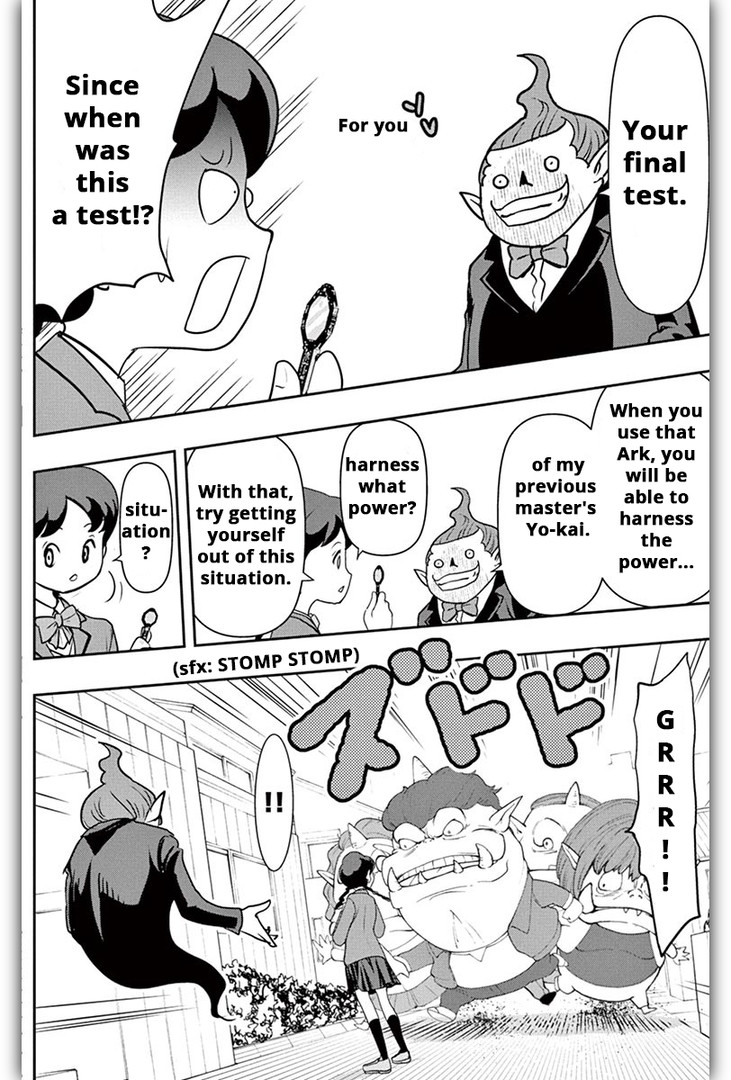 Your
final
test.
For you
Since
when
was
this
a test!?
When you
use that
Ark, you
will be
able to
harness
the
power...
of my
previous
master's
Yo-kai.
harness
what
power?
With that,
try getting
yourself
out of this
situation.
situ-
ation
?
(sfx: STOMP STOMP)
ズドドド
GRRR!!
!!